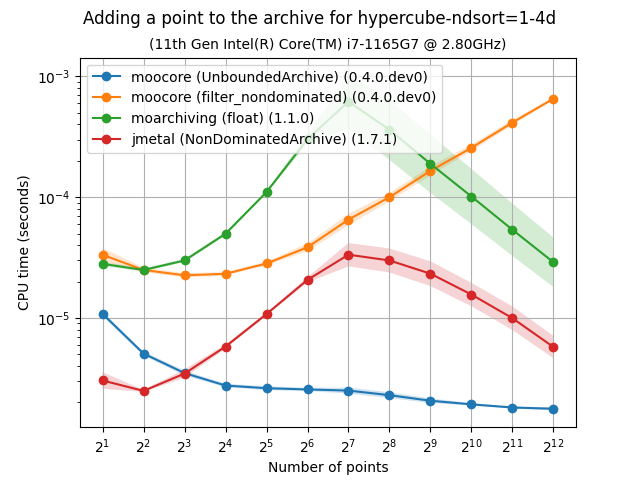 Adding a point to the archive for hypercube-ndsort=1-4d
(11th Gen Intel(R) Core(TM) i7-1165G7 @ 2.80GHz)
moocore (UnboundedArchive) (0.4.0.dev0)
moocore (filter_nondominated) (0.4.0.dev0)
moarchiving (float) (1.1.0)
jmetal (NonDominatedArchive) (1.7.1)
CPU time (seconds)
10⁻³
10⁻⁴
10⁻⁵
2¹ 2² 2³ 2⁴ 2⁵ 2⁶ 2⁷ 2⁸ 2⁹ 2¹⁰ 2¹¹ 2¹²
Number of points